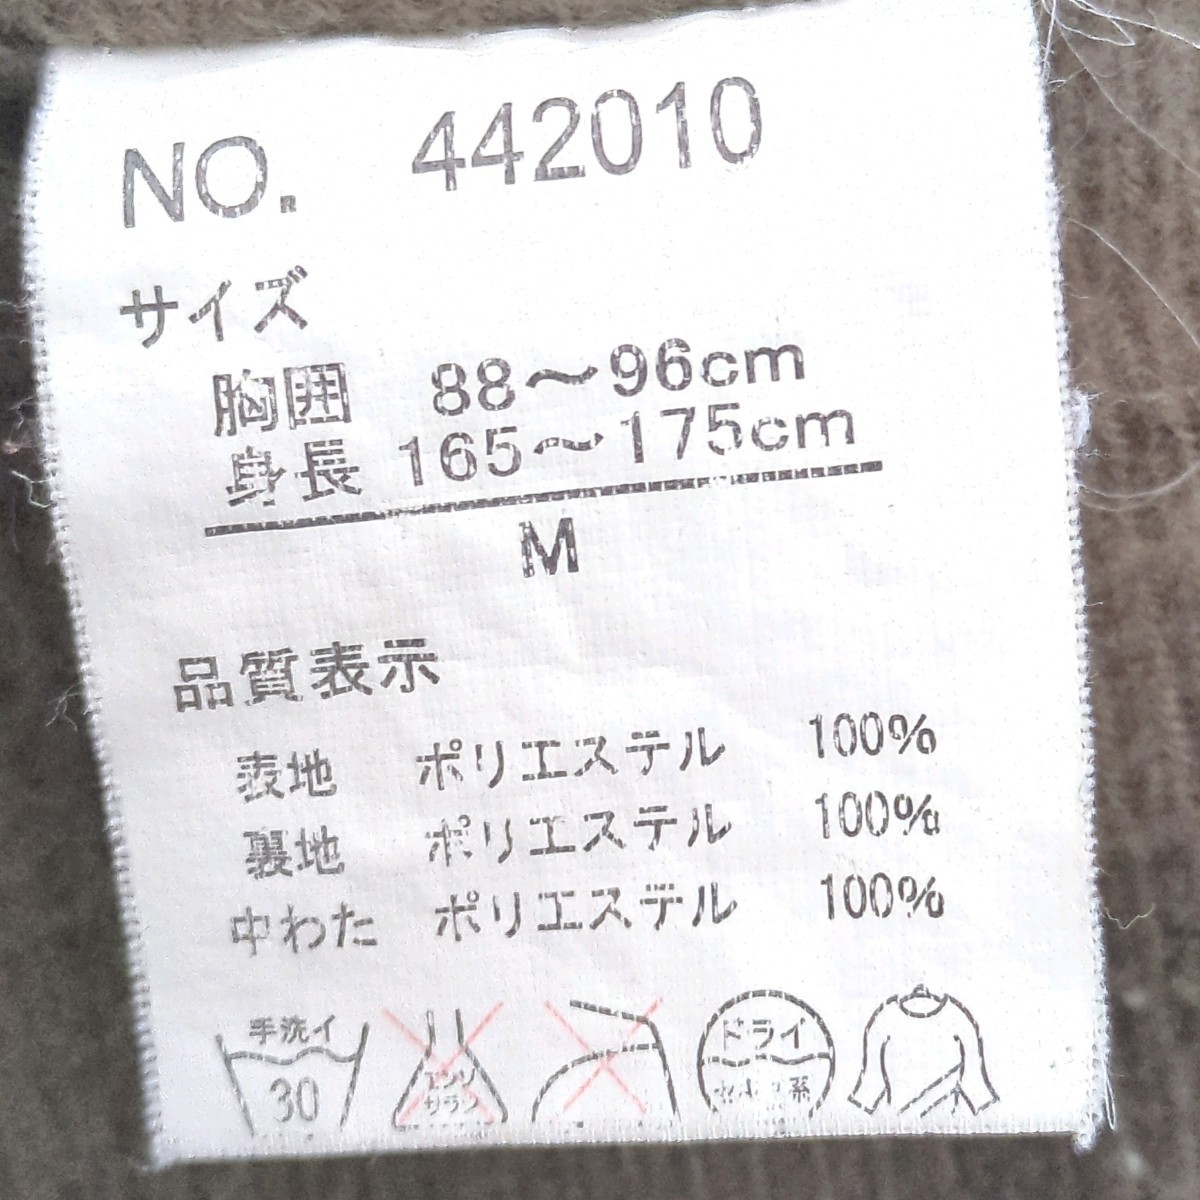 NO. 442010
サイズ
胸囲 88～96cm
身長 165～175cm
M
品質表示
表地 ポリエステル 100%
裏地 ポリエステル 100%
中わた ポリエステル 100%
手洗イ
30
エンソ
サラシ
ドライ
系